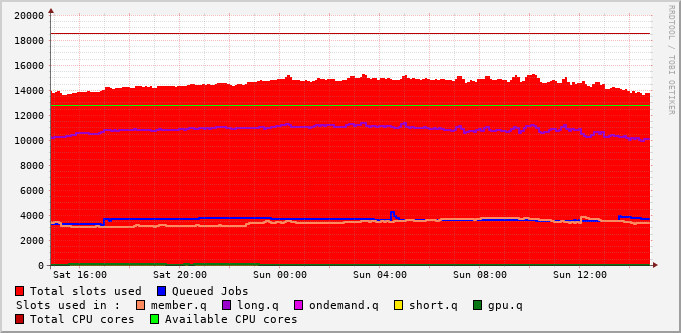 RRDTOOL / TOBI OETIKER
20000
18000
16000
14000
12000
10000
8000
6000
4000
2000
0
Sat 16:00 Sat 20:00 Sun 00:00 Sun 04:00 Sun 08:00 Sun 12:00
Total slots used Queued Jobs
Slots used in : member.q long.q ondemand.q short.q gpu.q
Total CPU cores Available CPU cores